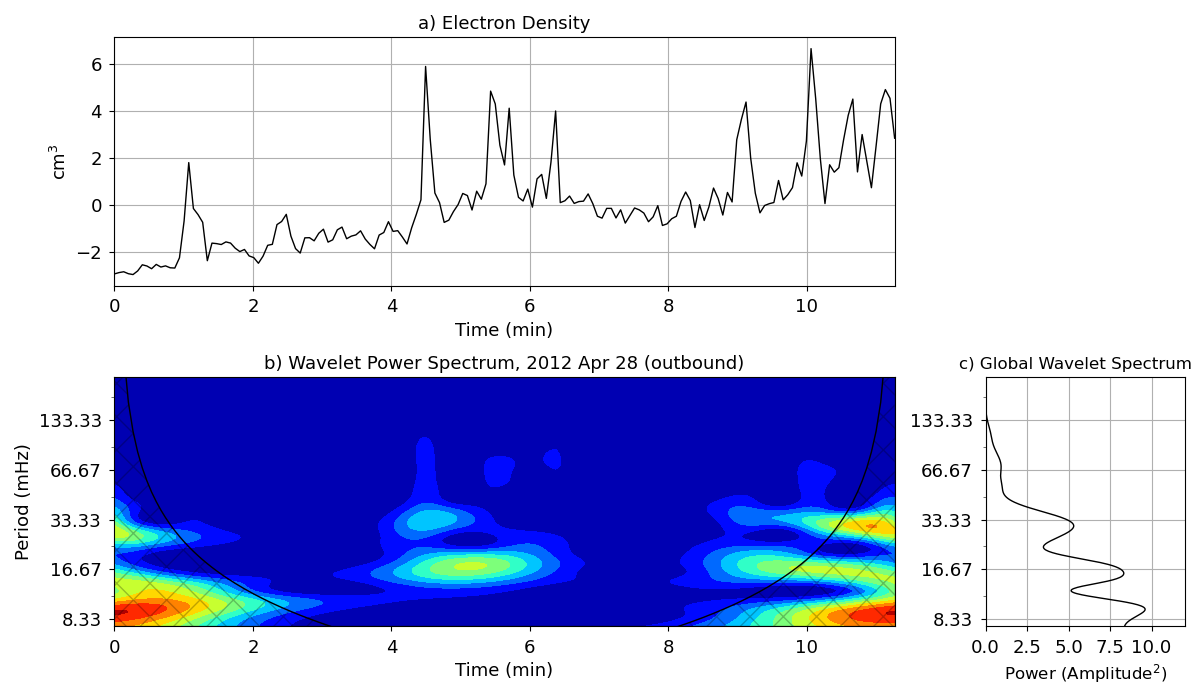 a) Electron Density
6
4
2
0
−2
cm³
0 2 4 6 8 10
Time (min)
b) Wavelet Power Spectrum, 2012 Apr 28 (outbound)
133.33
66.67
33.33
16.67
8.33
Period (mHz)
0 2 4 6 8 10
Time (min)
c) Global Wavelet Spectrum
133.33
66.67
33.33
16.67
8.33
0.0 2.5 5.0 7.5 10.0
Power (Amplitude²)